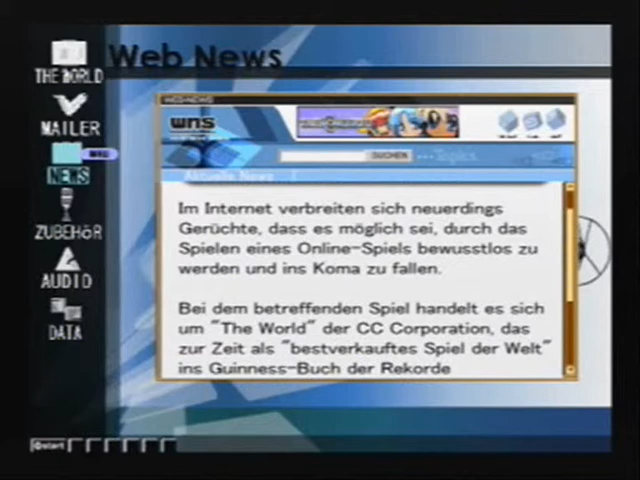 Web News
THE WORLD
MAILER
NEWS
ZUBEHÖR
AUDIO
DATA
WEB-NEWS
wns
SUCHEN
Topics
Aktuelle News
Im Internet verbreiten sich neuerdings
Gerüchte, dass es möglich sei, durch das
Spielen eines Online-Spiels bewusstlos zu
werden und ins Koma zu fallen.
Bei dem betreffenden Spiel handelt es sich
um "The World" der CC Corporation, das
zur Zeit als "bestverkauftes Spiel der Welt"
ins Guinness-Buch der Rekorde
start